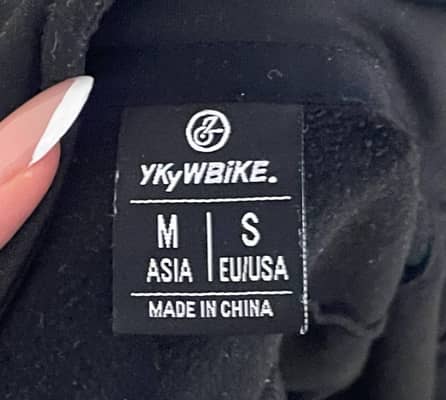 YKyWBiKE.
M | S
ASIA | EU/USA
MADE IN CHINA